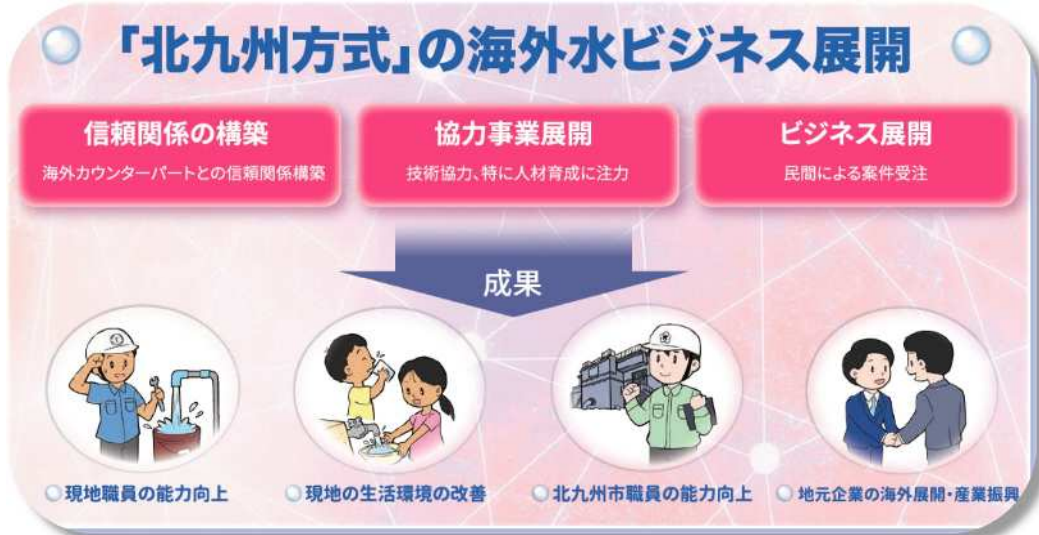 「北九州方式」の海外水ビジネス展開
信頼関係の構築
海外カウンターパートとの信頼関係構築
協力事業展開
技術協力、特に人材育成に注力
ビジネス展開
民間による案件受注
成果
現地職員の能力向上
現地の生活環境の改善
北九州市職員の能力向上
地元企業の海外展開・産業振興